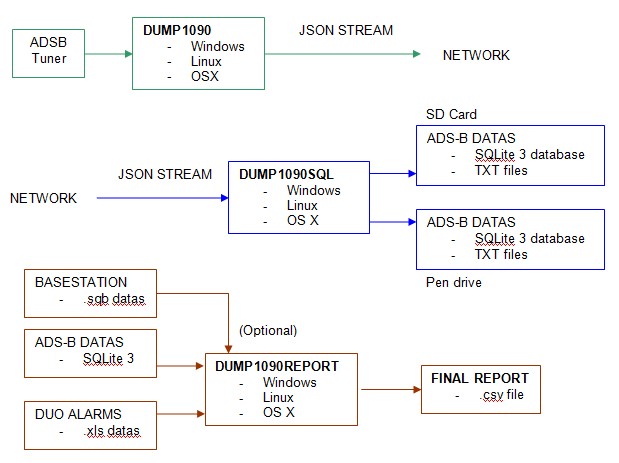 ADSB
Tuner
DUMP1090
- Windows
- Linux
- OSX
JSON STREAM
NETWORK
SD Card
ADS-B DATAS
- SQLite 3 database
- TXT files
NETWORK
JSON STREAM
DUMP1090SQL
- Windows
- Linux
- OS X
ADS-B DATAS
- SQLite 3 database
- TXT files
Pen drive
BASESTATION
- .sqb datas
(Optional)
ADS-B DATAS
- SQLite 3
DUO ALARMS
- .xls datas
DUMP1090REPORT
- Windows
- Linux
- OS X
FINAL REPORT
- .csv file